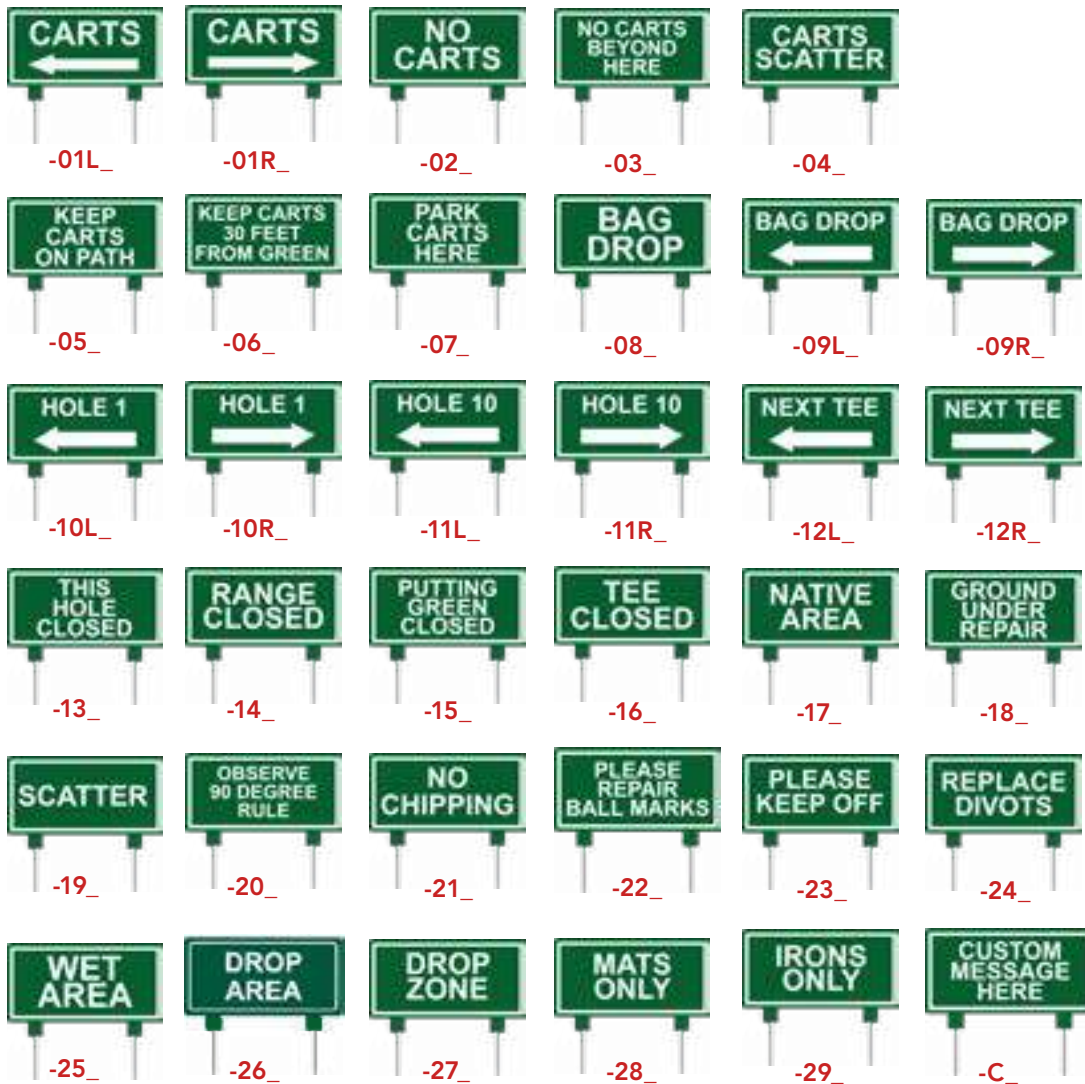 CARTS
CARTS
NO
CARTS
NO CARTS
BEYOND
HERE
CARTS
SCATTER
-01L_
-01R_
-02_
-03_
-04_
KEEP
CARTS
ON PATH
KEEP CARTS
30 FEET
FROM GREEN
PARK
CARTS
HERE
BAG
DROP
BAG DROP
BAG DROP
-05_
-06_
-07_
-08_
-09L_
-09R_
HOLE 1
HOLE 1
HOLE 10
HOLE 10
NEXT TEE
NEXT TEE
-10L_
-10R_
-11L_
-11R_
-12L_
-12R_
THIS
HOLE
CLOSED
RANGE
CLOSED
PUTTING
GREEN
CLOSED
TEE
CLOSED
NATIVE
AREA
GROUND
UNDER
REPAIR
-13_
-14_
-15_
-16_
-17_
-18_
SCATTER
OBSERVE
90 DEGREE
RULE
NO
CHIPPING
PLEASE
REPAIR
BALL MARKS
PLEASE
KEEP OFF
REPLACE
DIVOTS
-19_
-20_
-21_
-22_
-23_
-24_
WET
AREA
DROP
AREA
DROP
ZONE
MATS
ONLY
IRONS
ONLY
CUSTOM
MESSAGE
HERE
-25_
-26_
-27_
-28_
-29_
-C_